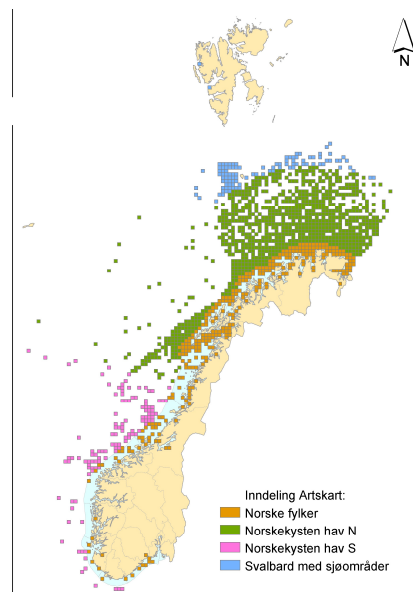 N
Inndeling Artskart:
Norske fylker
Norskekysten hav N
Norskekysten hav S
Svalbard med sjøområder